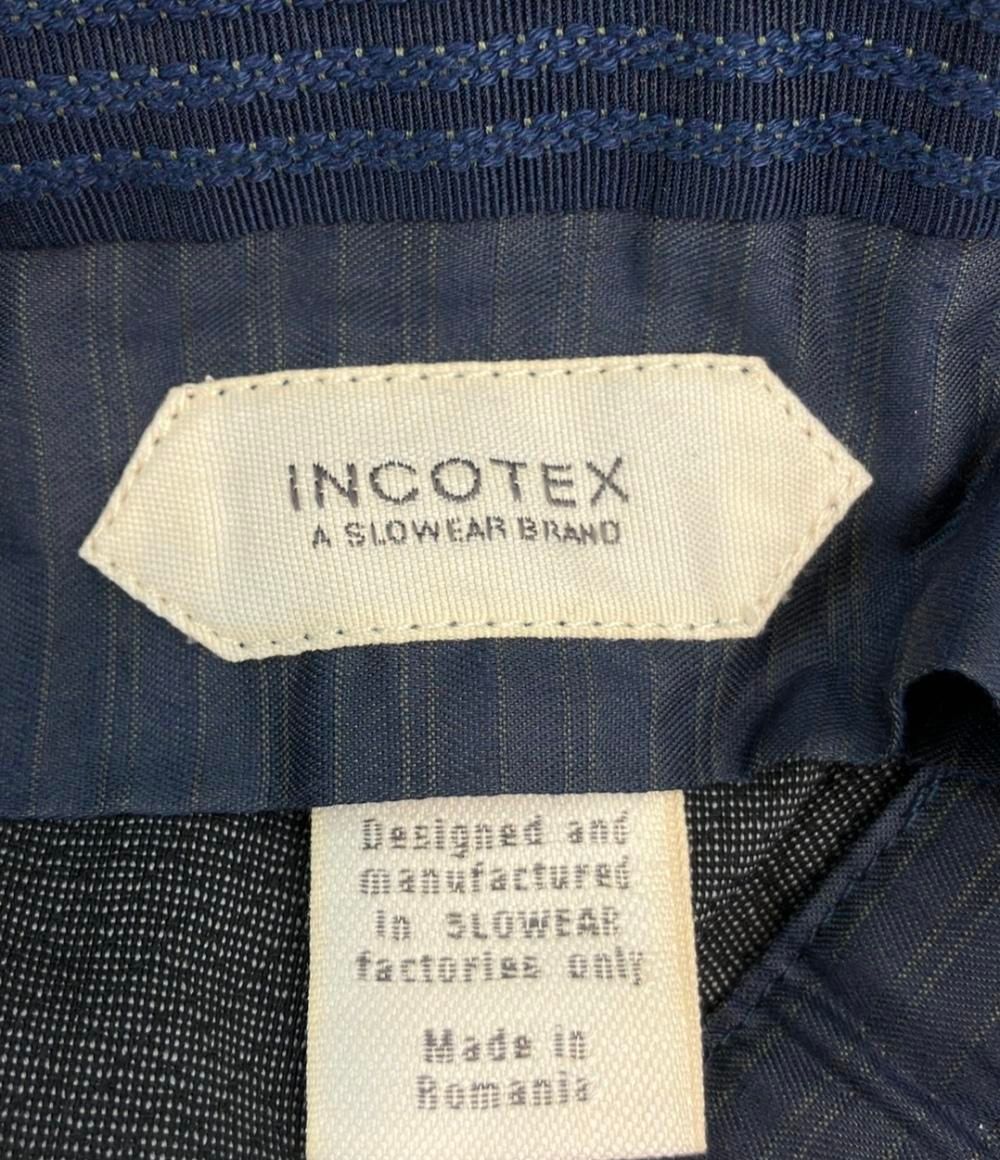 INCOTEX
A SLOWEAR BRAND
Designed and
manufactured
in SLOWEAR
factories only
Made in
Romania